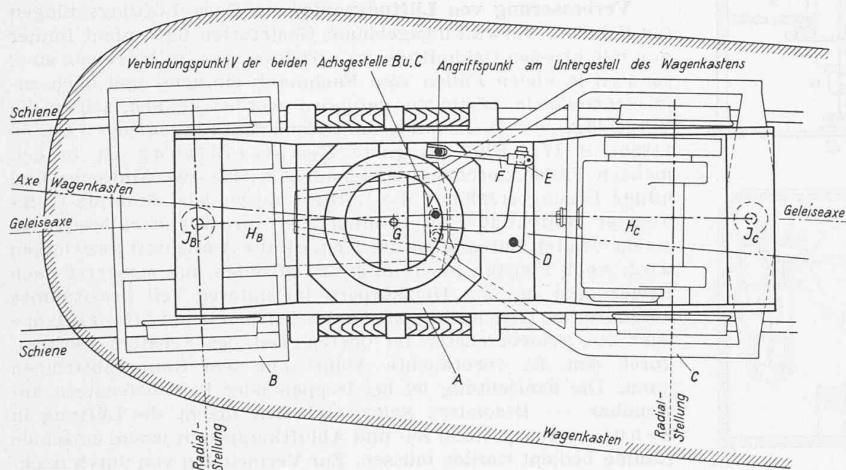 Verbindungspunkt V der beiden Achsgestelle B u. C
Angriffspunkt am Untergestell des Wagenkastens
Schiene
F
E
Axe Wagenkasten
V
Geleiseaxe
J_B
H_B
G
H_C
J_C
Geleiseaxe
D
Schiene
B
A
C
Radial-
Stellung
Radial-
Stellung
Wagenkasten